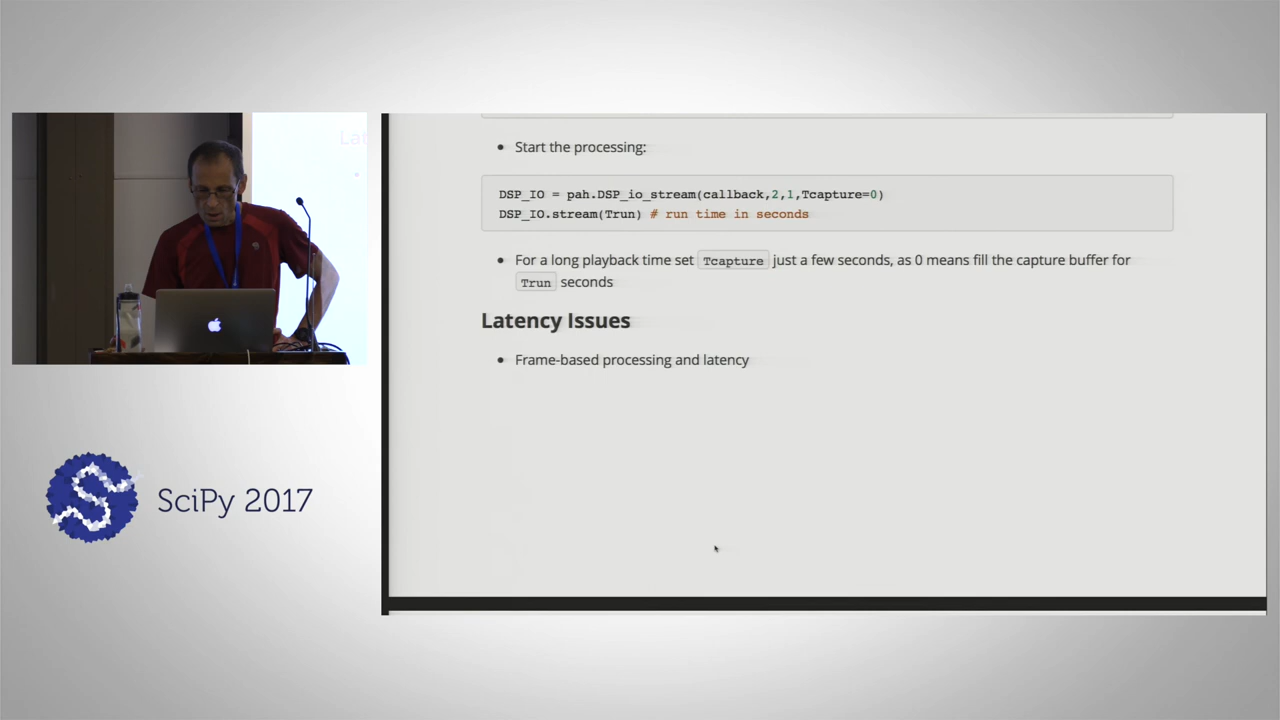 Lat
• Start the processing:
DSP_IO = pah.DSP_io_stream(callback,2,1,Tcapture=0)
DSP_IO.stream(Trun) # run time in seconds
• For a long playback time set Tcapture just a few seconds, as 0 means fill the capture buffer for
Trun seconds
Latency Issues
• Frame-based processing and latency
SciPy 2017